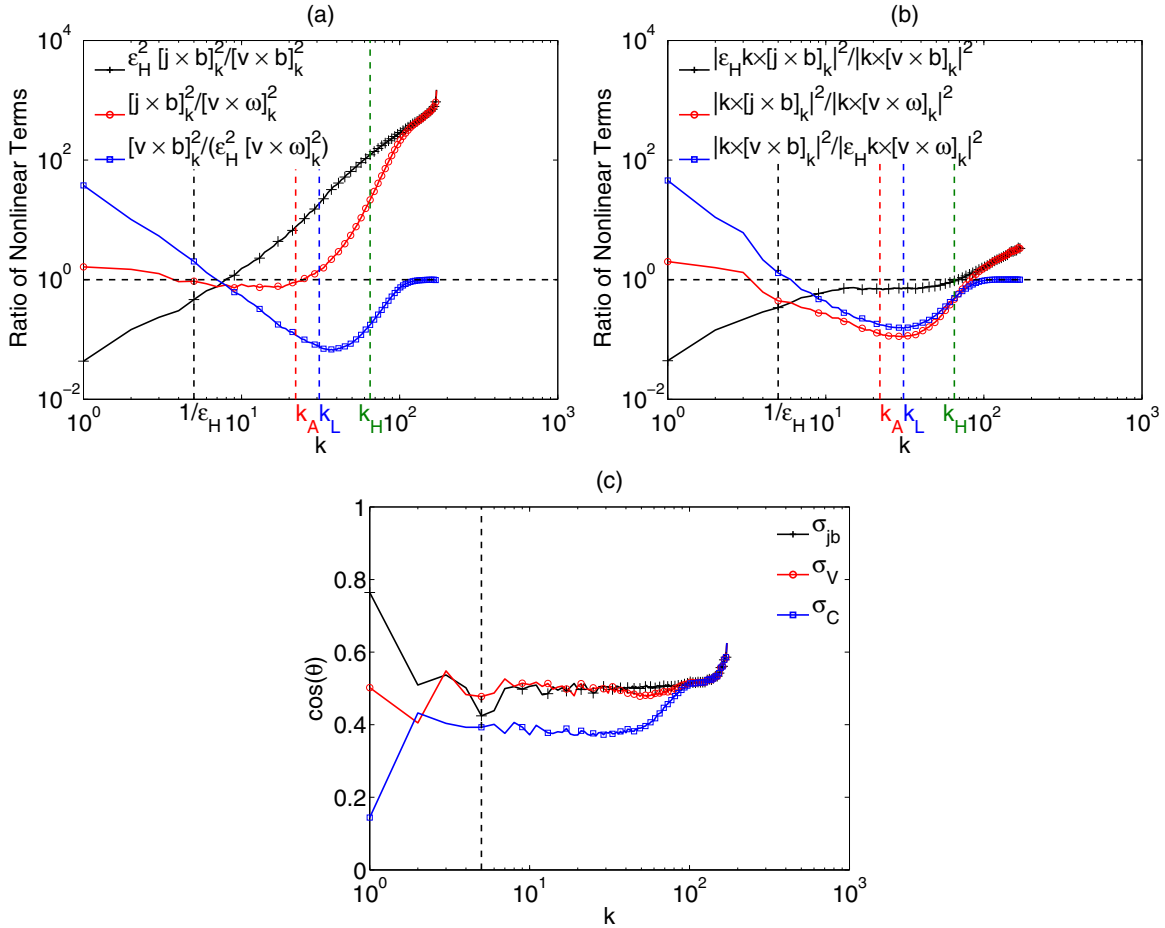 (a)
10^4
10^2
10^0
10^-2
Ratio of Nonlinear Terms
ε_H^2 [j × b]_k^2/[v × b]_k^2
[j × b]_k^2/[v × ω]_k^2
[v × b]_k^2/(ε_H^2 [v × ω]_k^2)
10^0 1/ε_H 10^1 k_A k_L k_H 10^2 10^3
k
(b)
10^4
10^2
10^0
10^-2
Ratio of Nonlinear Terms
|ε_H k×[j × b]_k|^2/|k×[v × b]_k|^2
|k×[j × b]_k|^2/|k×[v × ω]_k|^2
|k×[v × b]_k|^2/|ε_H k×[v × ω]_k|^2
10^0 1/ε_H 10^1 k_A k_L k_H 10^2 10^3
k
(c)
1
0.8
0.6
0.4
0.2
0
cos(θ)
σ_jb
σ_V
σ_C
10^0 10^1 10^2 10^3
k